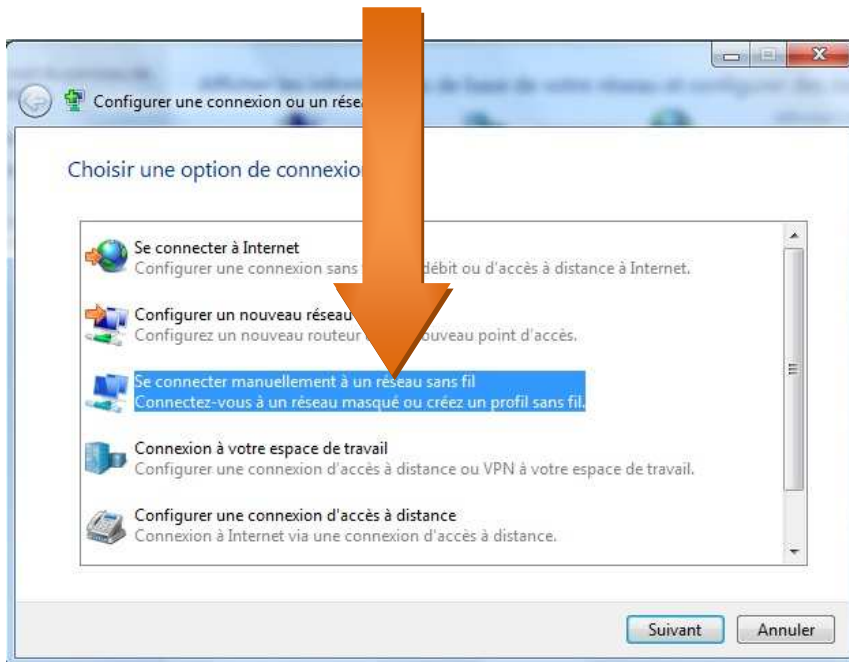 Configurer une connexion ou un rése
Choisir une option de connexio
Se connecter à Internet
Configurer une connexion sans débit ou d'accès à distance à Internet.
Configurer un nouveau réseau
Configurez un nouveau routeur ouveau point d'accès.
Se connecter manuellement à un réseau sans fil
Connectez-vous à un réseau masqué ou créez un profil sans fil.
Connexion à votre espace de travail
Configurer une connexion d'accès à distance ou VPN à votre espace de travail.
Configurer une connexion d'accès à distance
Connexion à Internet via une connexion d'accès à distance.
Suivant
Annuler